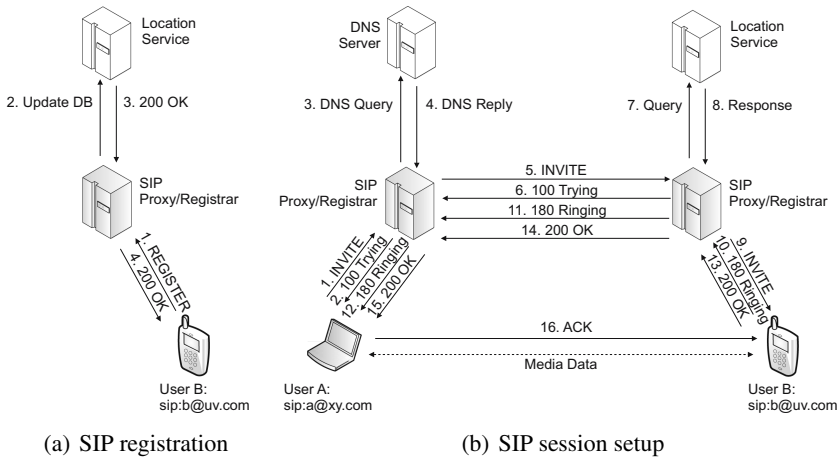 Location
Service
2. Update DB
3. 200 OK
SIP
Proxy/Registrar
1. REGISTER
4. 200 OK
User B:
sip:b@uv.com
(a) SIP registration
DNS
Server
Location
Service
3. DNS Query
4. DNS Reply
7. Query
8. Response
SIP
Proxy/Registrar
5. INVITE
6. 100 Trying
11. 180 Ringing
14. 200 OK
SIP
Proxy/Registrar
1. INVITE
2. 100 Trying
12. 180 Ringing
15. 200 OK
9. INVITE
10. 180 Ringing
13. 200 OK
16. ACK
Media Data
User A:
sip:a@xy.com
User B:
sip:b@uv.com
(b) SIP session setup